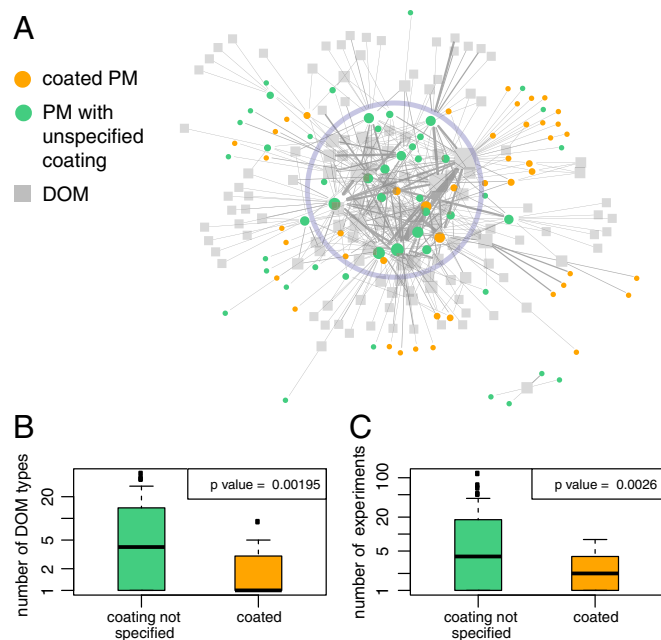 A
coated PM
PM with
unspecified
coating
DOM
B
number of DOM types
20
5
2
1
p value = 0.00195
coating not
specified
coated
C
number of experiments
100
20
5
1
p value = 0.0026
coating not
specified
coated